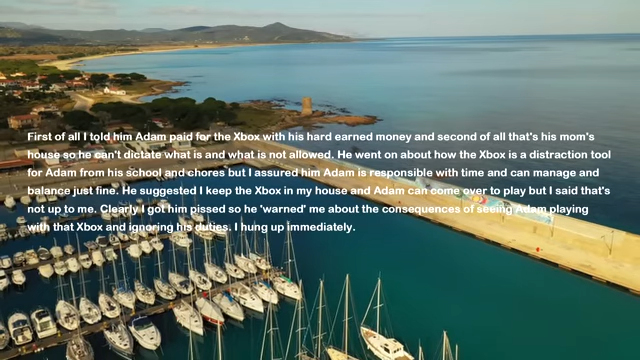 First of all I told him Adam paid for the Xbox with his hard earned money and second of all that's his mom's
house so he can't dictate what is and what is not allowed. He went on about how the Xbox is a distraction tool
for Adam from his school and chores but I assured him Adam is responsible with time and can manage and
balance just fine. He suggested I keep the Xbox in my house and Adam can come over to play but I said that's
not up to me. Clearly I got him pissed so he 'warned' me about the consequences of seeing Adam playing
with that Xbox and ignoring his duties. I hung up immediately.